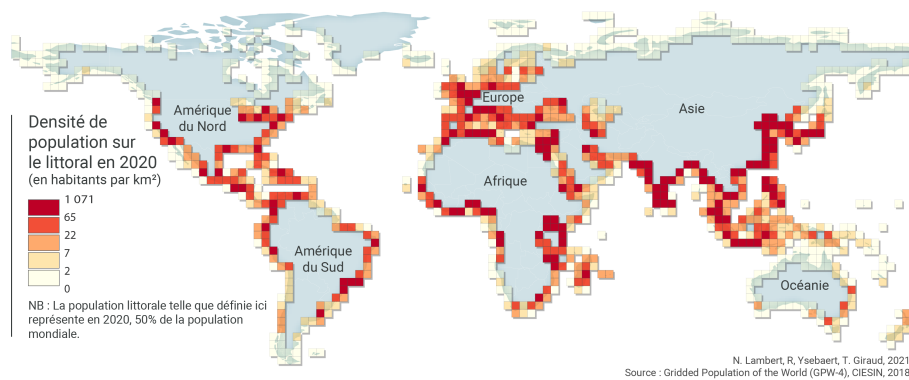 Amérique
du Nord
Europe
Asie
Afrique
Amérique
du Sud
Océanie
Densité de
population sur
le littoral en 2020
(en habitants par km²)
1 071
65
22
7
2
0
NB : La population littorale telle que définie ici
représente en 2020, 50% de la population
mondiale.
N. Lambert, R, Ysebaert, T. Giraud, 2021
Source : Gridded Population of the World (GPW-4), CIESIN, 2018